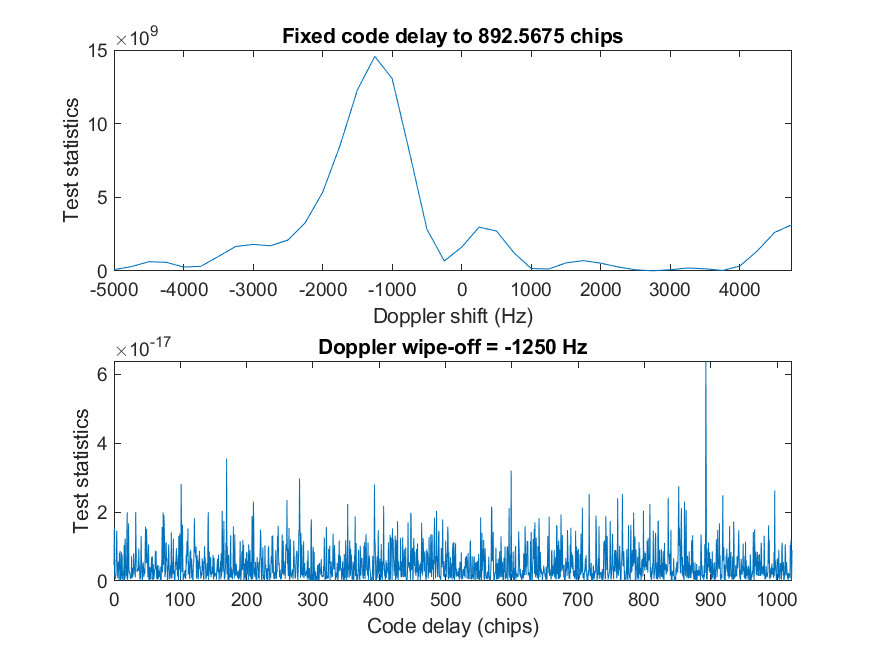 ×10^9
Fixed code delay to 892.5675 chips
15
10
5
0
Test statistics
-5000 -4000 -3000 -2000 -1000 0 1000 2000 3000 4000
Doppler shift (Hz)
×10^-17
Doppler wipe-off = -1250 Hz
6
4
2
0
Test statistics
0 100 200 300 400 500 600 700 800 900 1000
Code delay (chips)